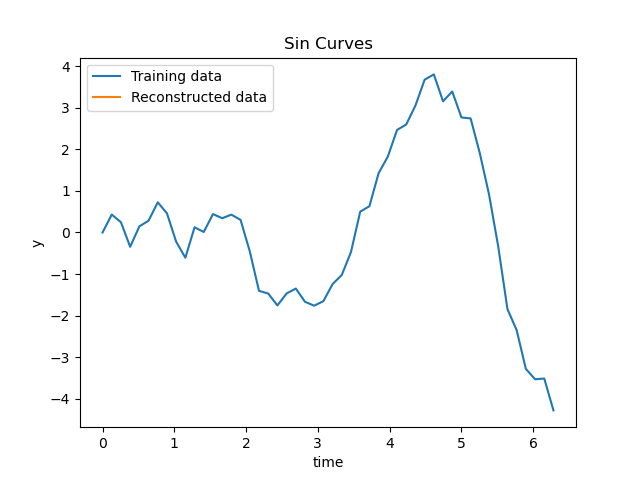 Sin Curves
Training data
Reconstructed data
4
3
2
1
0
−1
−2
−3
−4
y
0 1 2 3 4 5 6
time